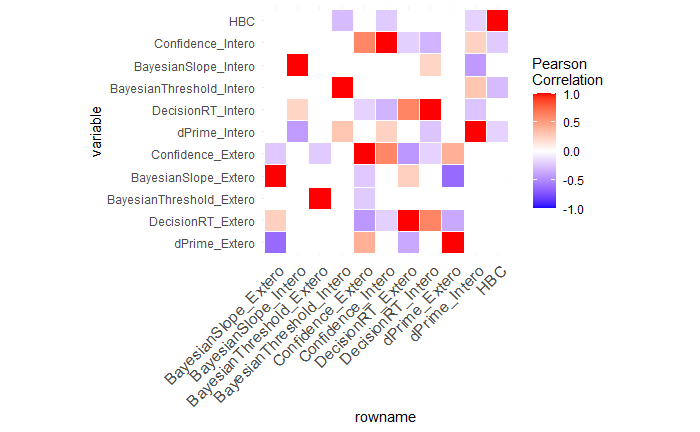 HBC
Confidence_Intero
BayesianSlope_Intero
BayesianThreshold_Intero
DecisionRT_Intero
dPrime_Intero
Confidence_Extero
BayesianSlope_Extero
BayesianThreshold_Extero
DecisionRT_Extero
dPrime_Extero
variable
BayesianSlope_Extero
BayesianSlope_Intero
BayesianThreshold_Extero
BayesianThreshold_Intero
Confidence_Extero
Confidence_Intero
DecisionRT_Extero
DecisionRT_Intero
dPrime_Extero
dPrime_Intero
HBC
rowname
Pearson
Correlation
1.0
0.5
0.0
-0.5
-1.0